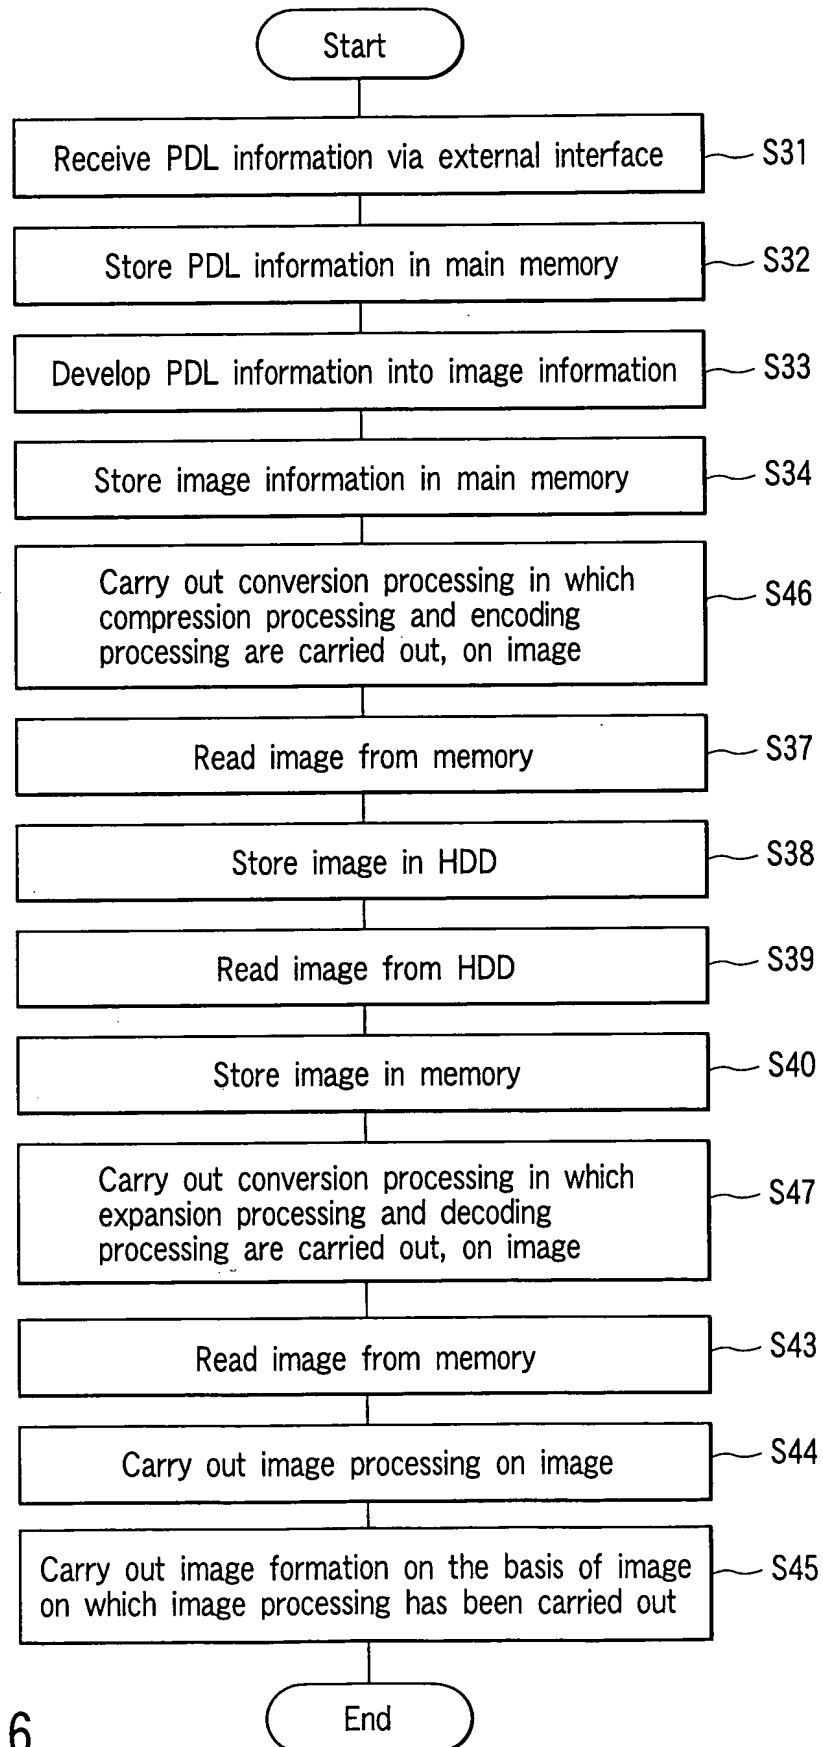 Start
Receive PDL information via external interface
S31
Store PDL information in main memory
S32
Develop PDL information into image information
S33
Store image information in main memory
S34
Carry out conversion processing in which
compression processing and encoding
processing are carried out, on image
S46
Read image from memory
S37
Store image in HDD
S38
Read image from HDD
S39
Store image in memory
S40
Carry out conversion processing in which
expansion processing and decoding
processing are carried out, on image
S47
Read image from memory
S43
Carry out image processing on image
S44
Carry out image formation on the basis of image
on which image processing has been carried out
S45
End
6